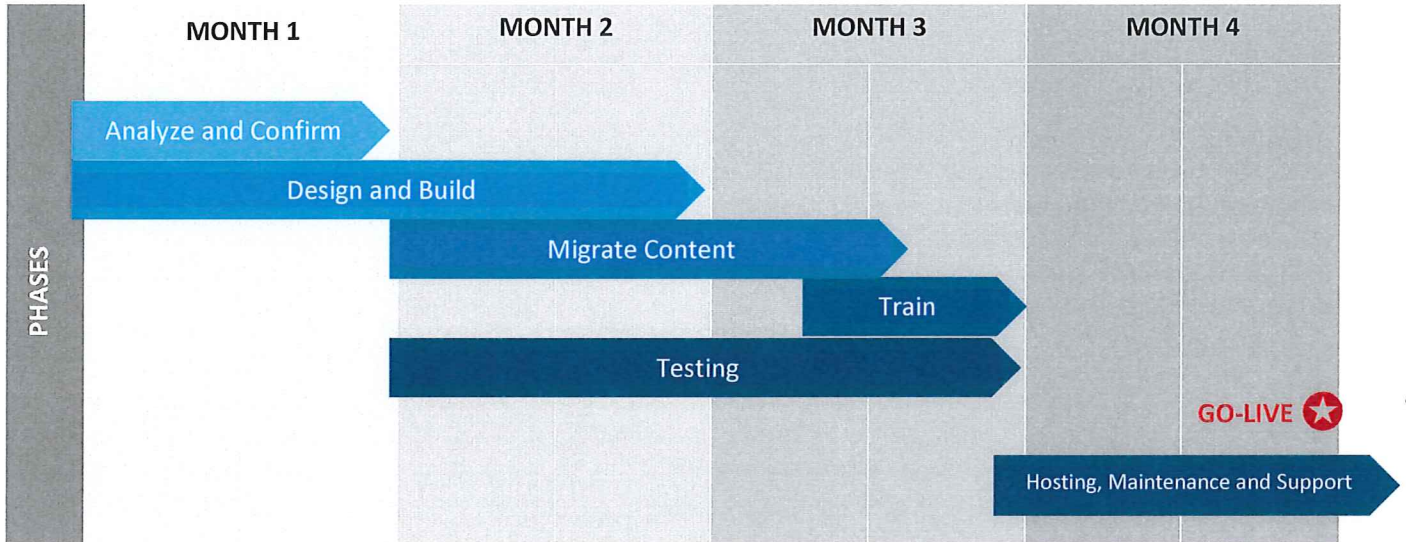 MONTH 1
MONTH 2
MONTH 3
MONTH 4
PHASES
Analyze and Confirm
Design and Build
Migrate Content
Train
Testing
GO-LIVE
Hosting, Maintenance and Support